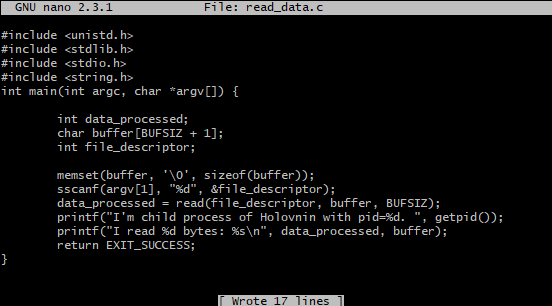 GNU nano 2.3.1 File: read_data.c
#include <unistd.h>
#include <stdlib.h>
#include <stdio.h>
#include <string.h>
int main(int argc, char *argv[]) {
int data_processed;
char buffer[BUFSIZ + 1];
int file_descriptor;
memset(buffer, '\0', sizeof(buffer));
sscanf(argv[1], "%d", &file_descriptor);
data_processed = read(file_descriptor, buffer, BUFSIZ);
printf("I'm child process of Holovnin with pid=%d. ", getpid());
printf("I read %d bytes: %s\n", data_processed, buffer);
return EXIT_SUCCESS;
}
[ Wrote 17 lines ]